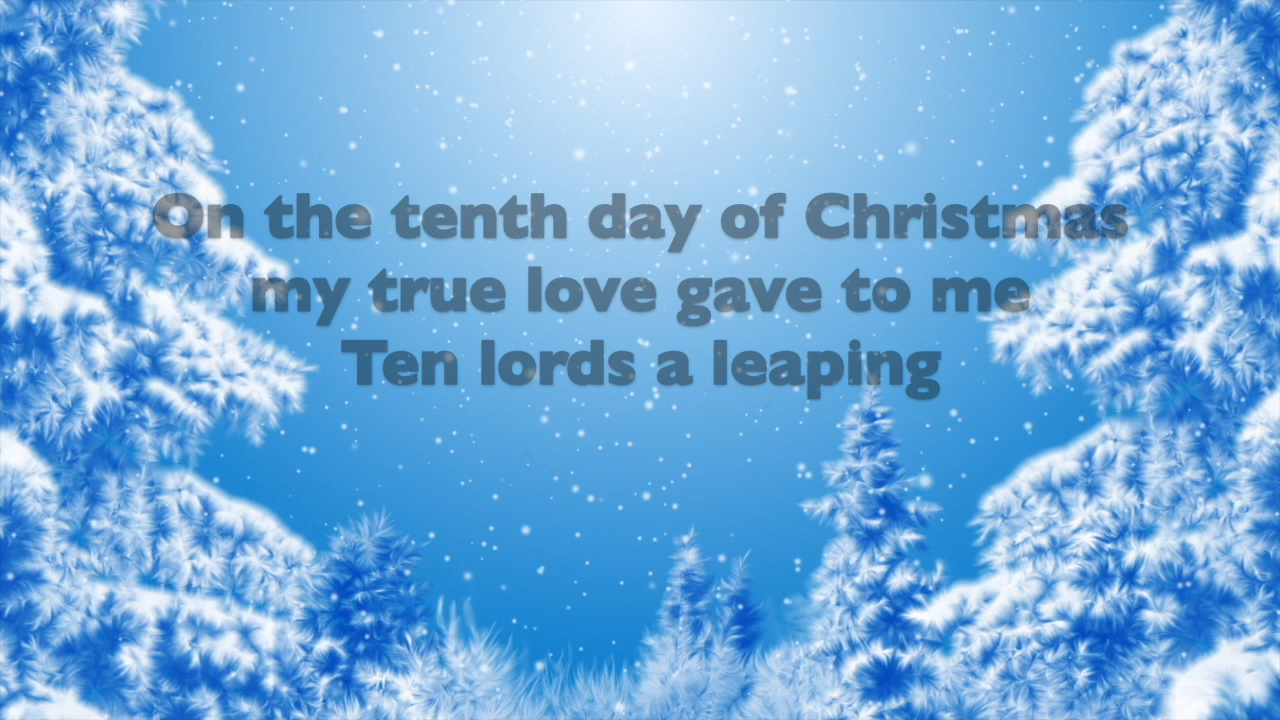 On the tenth day of Christmas
my true love gave to me
Ten lords a leaping